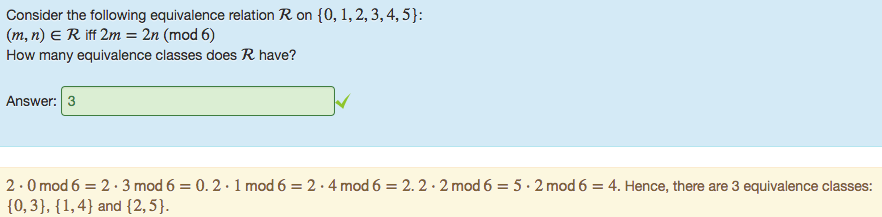 Consider the following equivalence relation ℛ on {0, 1, 2, 3, 4, 5}:
(m, n) ∈ ℛ iff 2m = 2n (mod 6)
How many equivalence classes does ℛ have?
Answer: 3
2 · 0 mod 6 = 2 · 3 mod 6 = 0. 2 · 1 mod 6 = 2 · 4 mod 6 = 2. 2 · 2 mod 6 = 5 · 2 mod 6 = 4. Hence, there are 3 equivalence classes:
{0, 3}, {1, 4} and {2, 5}.